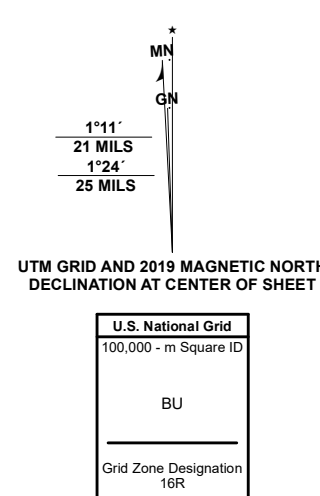 ★
MN
GN
1°11´
21 MILS
1°24´
25 MILS
UTM GRID AND 2019 MAGNETIC NORTH
DECLINATION AT CENTER OF SHEET
U.S. National Grid
100,000 - m Square ID
BU
Grid Zone Designation
16R